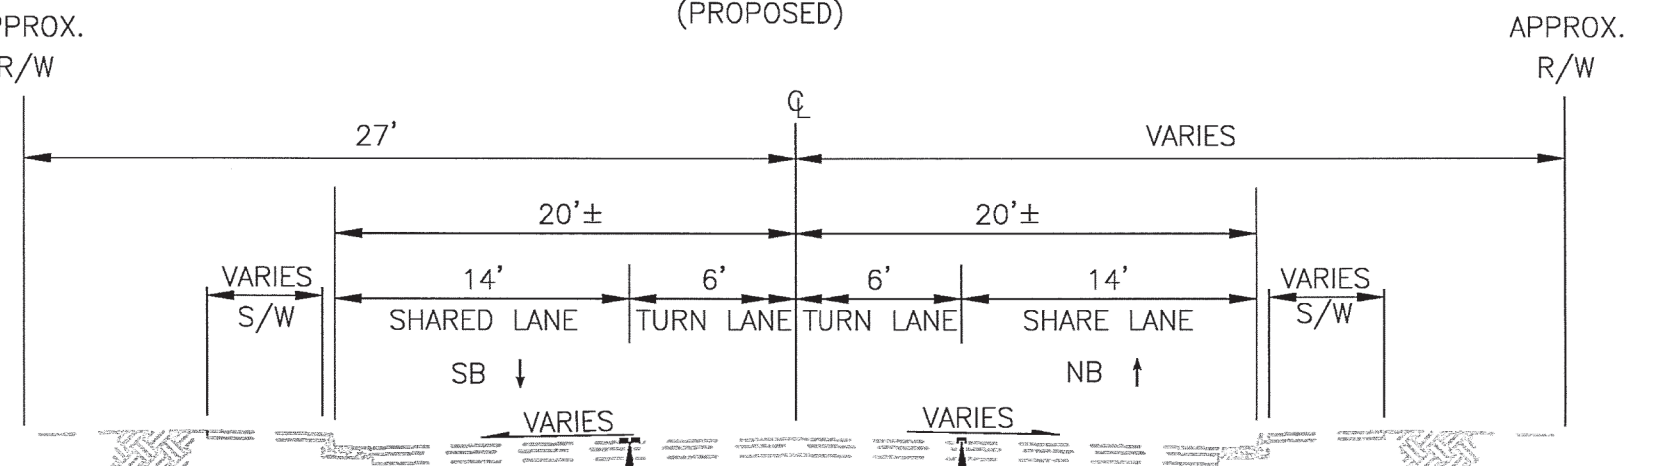 (PROPOSED)
PPROX.
R/W
APPROX.
R/W
℄
27'
VARIES
20'±
20'±
VARIES
S/W
14'
6'
6'
14'
VARIES
S/W
SHARED LANE
TURN LANE
TURN LANE
SHARE LANE
SB
NB
VARIES
VARIES